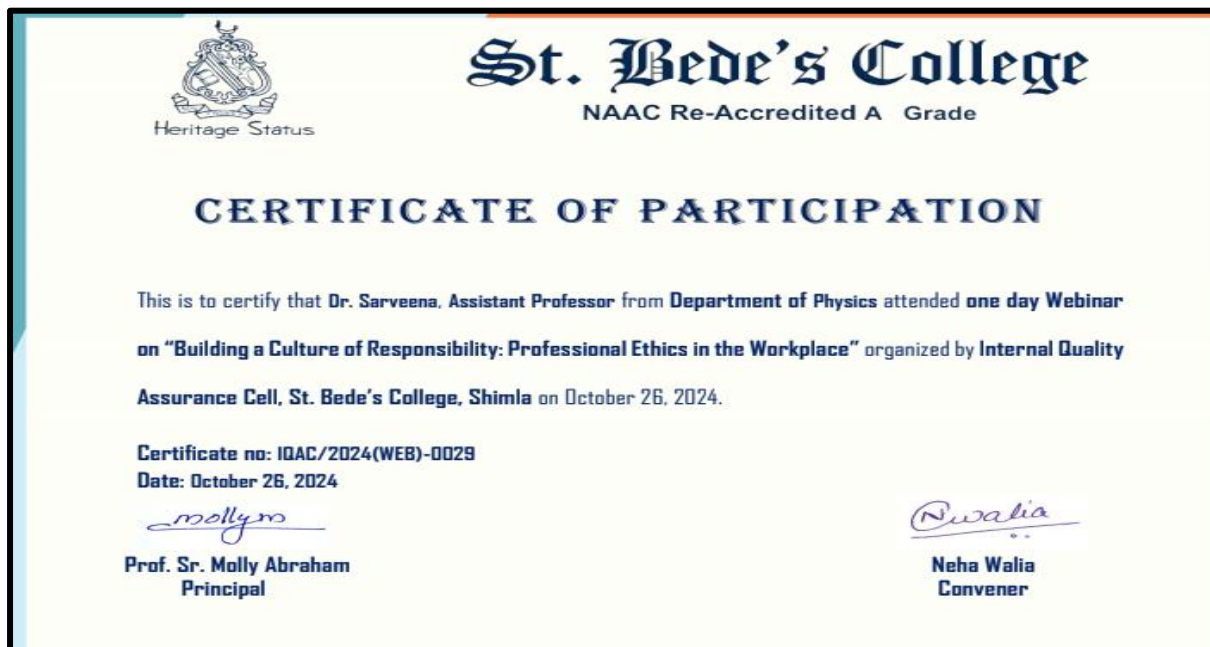 St. Bede's College
NAAC Re-Accredited A Grade
Heritage Status
CERTIFICATE OF PARTICIPATION
This is to certify that Dr. Sarveena, Assistant Professor from Department of Physics attended one day Webinar
on “Building a Culture of Responsibility: Professional Ethics in the Workplace” organized by Internal Quality
Assurance Cell, St. Bede's College, Shimla on October 26, 2024.
Certificate no: IQAC/2024(WEB)-0029
Date: October 26, 2024
mollym
Nwalia
Prof. Sr. Molly Abraham
Principal
Neha Walia
Convener